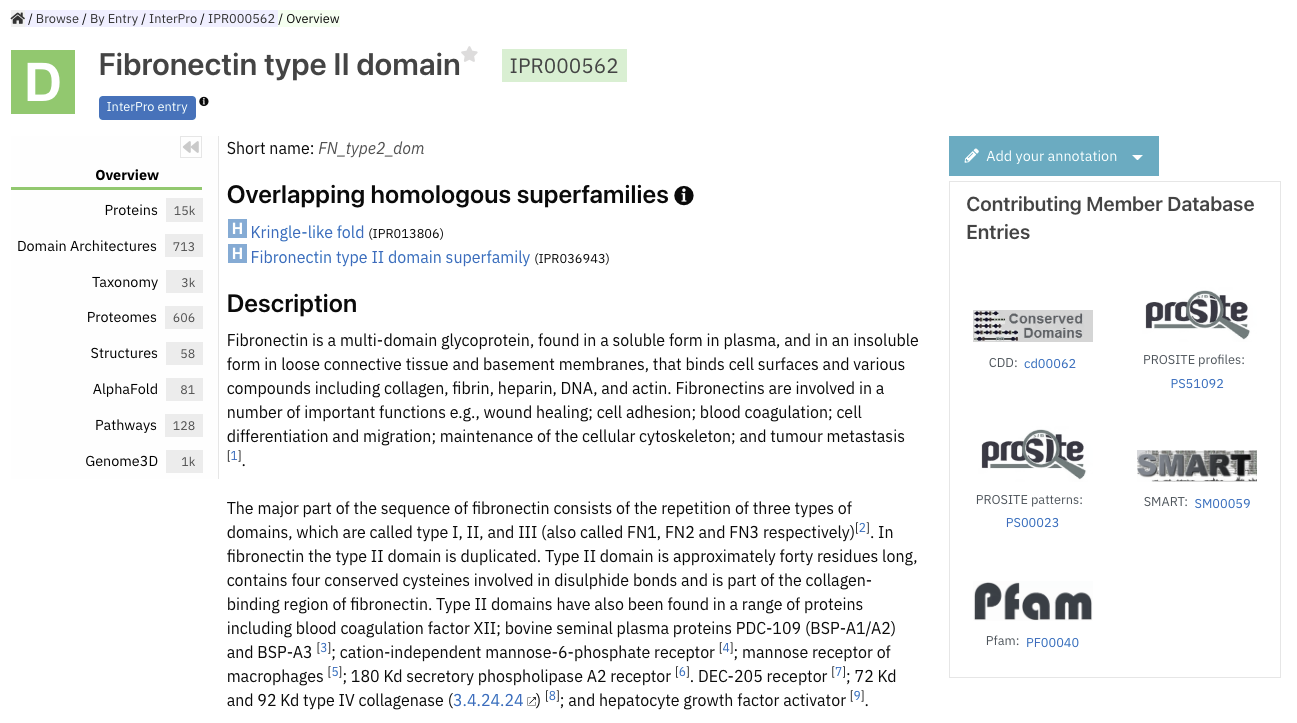 / Browse / By Entry / InterPro / IPR000562 / Overview
D
Fibronectin type II domain
IPR000562
InterPro entry
Overview
Proteins 15k
Domain Architectures 713
Taxonomy 3k
Proteomes 606
Structures 58
AlphaFold 81
Pathways 128
Genome3D 1k
Short name: FN_type2_dom
Overlapping homologous superfamilies
H Kringle-like fold (IPR013806)
H Fibronectin type II domain superfamily (IPR036943)
Description
Fibronectin is a multi-domain glycoprotein, found in a soluble form in plasma, and in an insoluble
form in loose connective tissue and basement membranes, that binds cell surfaces and various
compounds including collagen, fibrin, heparin, DNA, and actin. Fibronectins are involved in a
number of important functions e.g., wound healing; cell adhesion; blood coagulation; cell
differentiation and migration; maintenance of the cellular cytoskeleton; and tumour metastasis
[1].
The major part of the sequence of fibronectin consists of the repetition of three types of
domains, which are called type I, II, and III (also called FN1, FN2 and FN3 respectively)[2]. In
fibronectin the type II domain is duplicated. Type II domain is approximately forty residues long,
contains four conserved cysteines involved in disulphide bonds and is part of the collagen-
binding region of fibronectin. Type II domains have also been found in a range of proteins
including blood coagulation factor XII; bovine seminal plasma proteins PDC-109 (BSP-A1/A2)
and BSP-A3 [3]; cation-independent mannose-6-phosphate receptor [4]; mannose receptor of
macrophages [5]; 180 Kd secretory phospholipase A2 receptor [6]. DEC-205 receptor [7]; 72 Kd
and 92 Kd type IV collagenase (3.4.24.24) [8]; and hepatocyte growth factor activator [9].
Add your annotation
Contributing Member Database
Entries
Conserved
Domains
CDD: cd00062
proSite
PROSITE profiles:
PS51092
proSite
PROSITE patterns:
PS00023
SMART
SMART: SM00059
Pfam
Pfam: PF00040